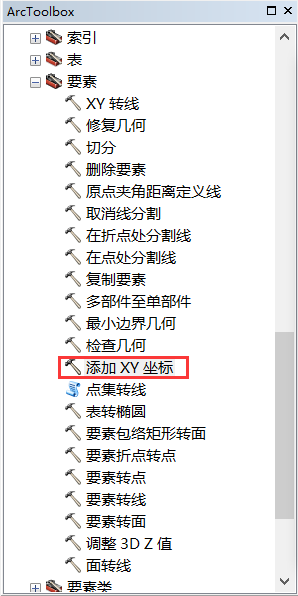 ArcToolbox
索引
表
要素
XY 转线
修复几何
切分
删除要素
原点夹角距离定义线
取消线分割
在折点处分割线
在点处分割线
复制要素
多部件至单部件
最小边界几何
检查几何
添加 XY 坐标
点集转线
表转椭圆
要素包络矩形转面
要素折点转点
要素转点
要素转线
要素转面
调整 3D Z 值
面转线
要素类